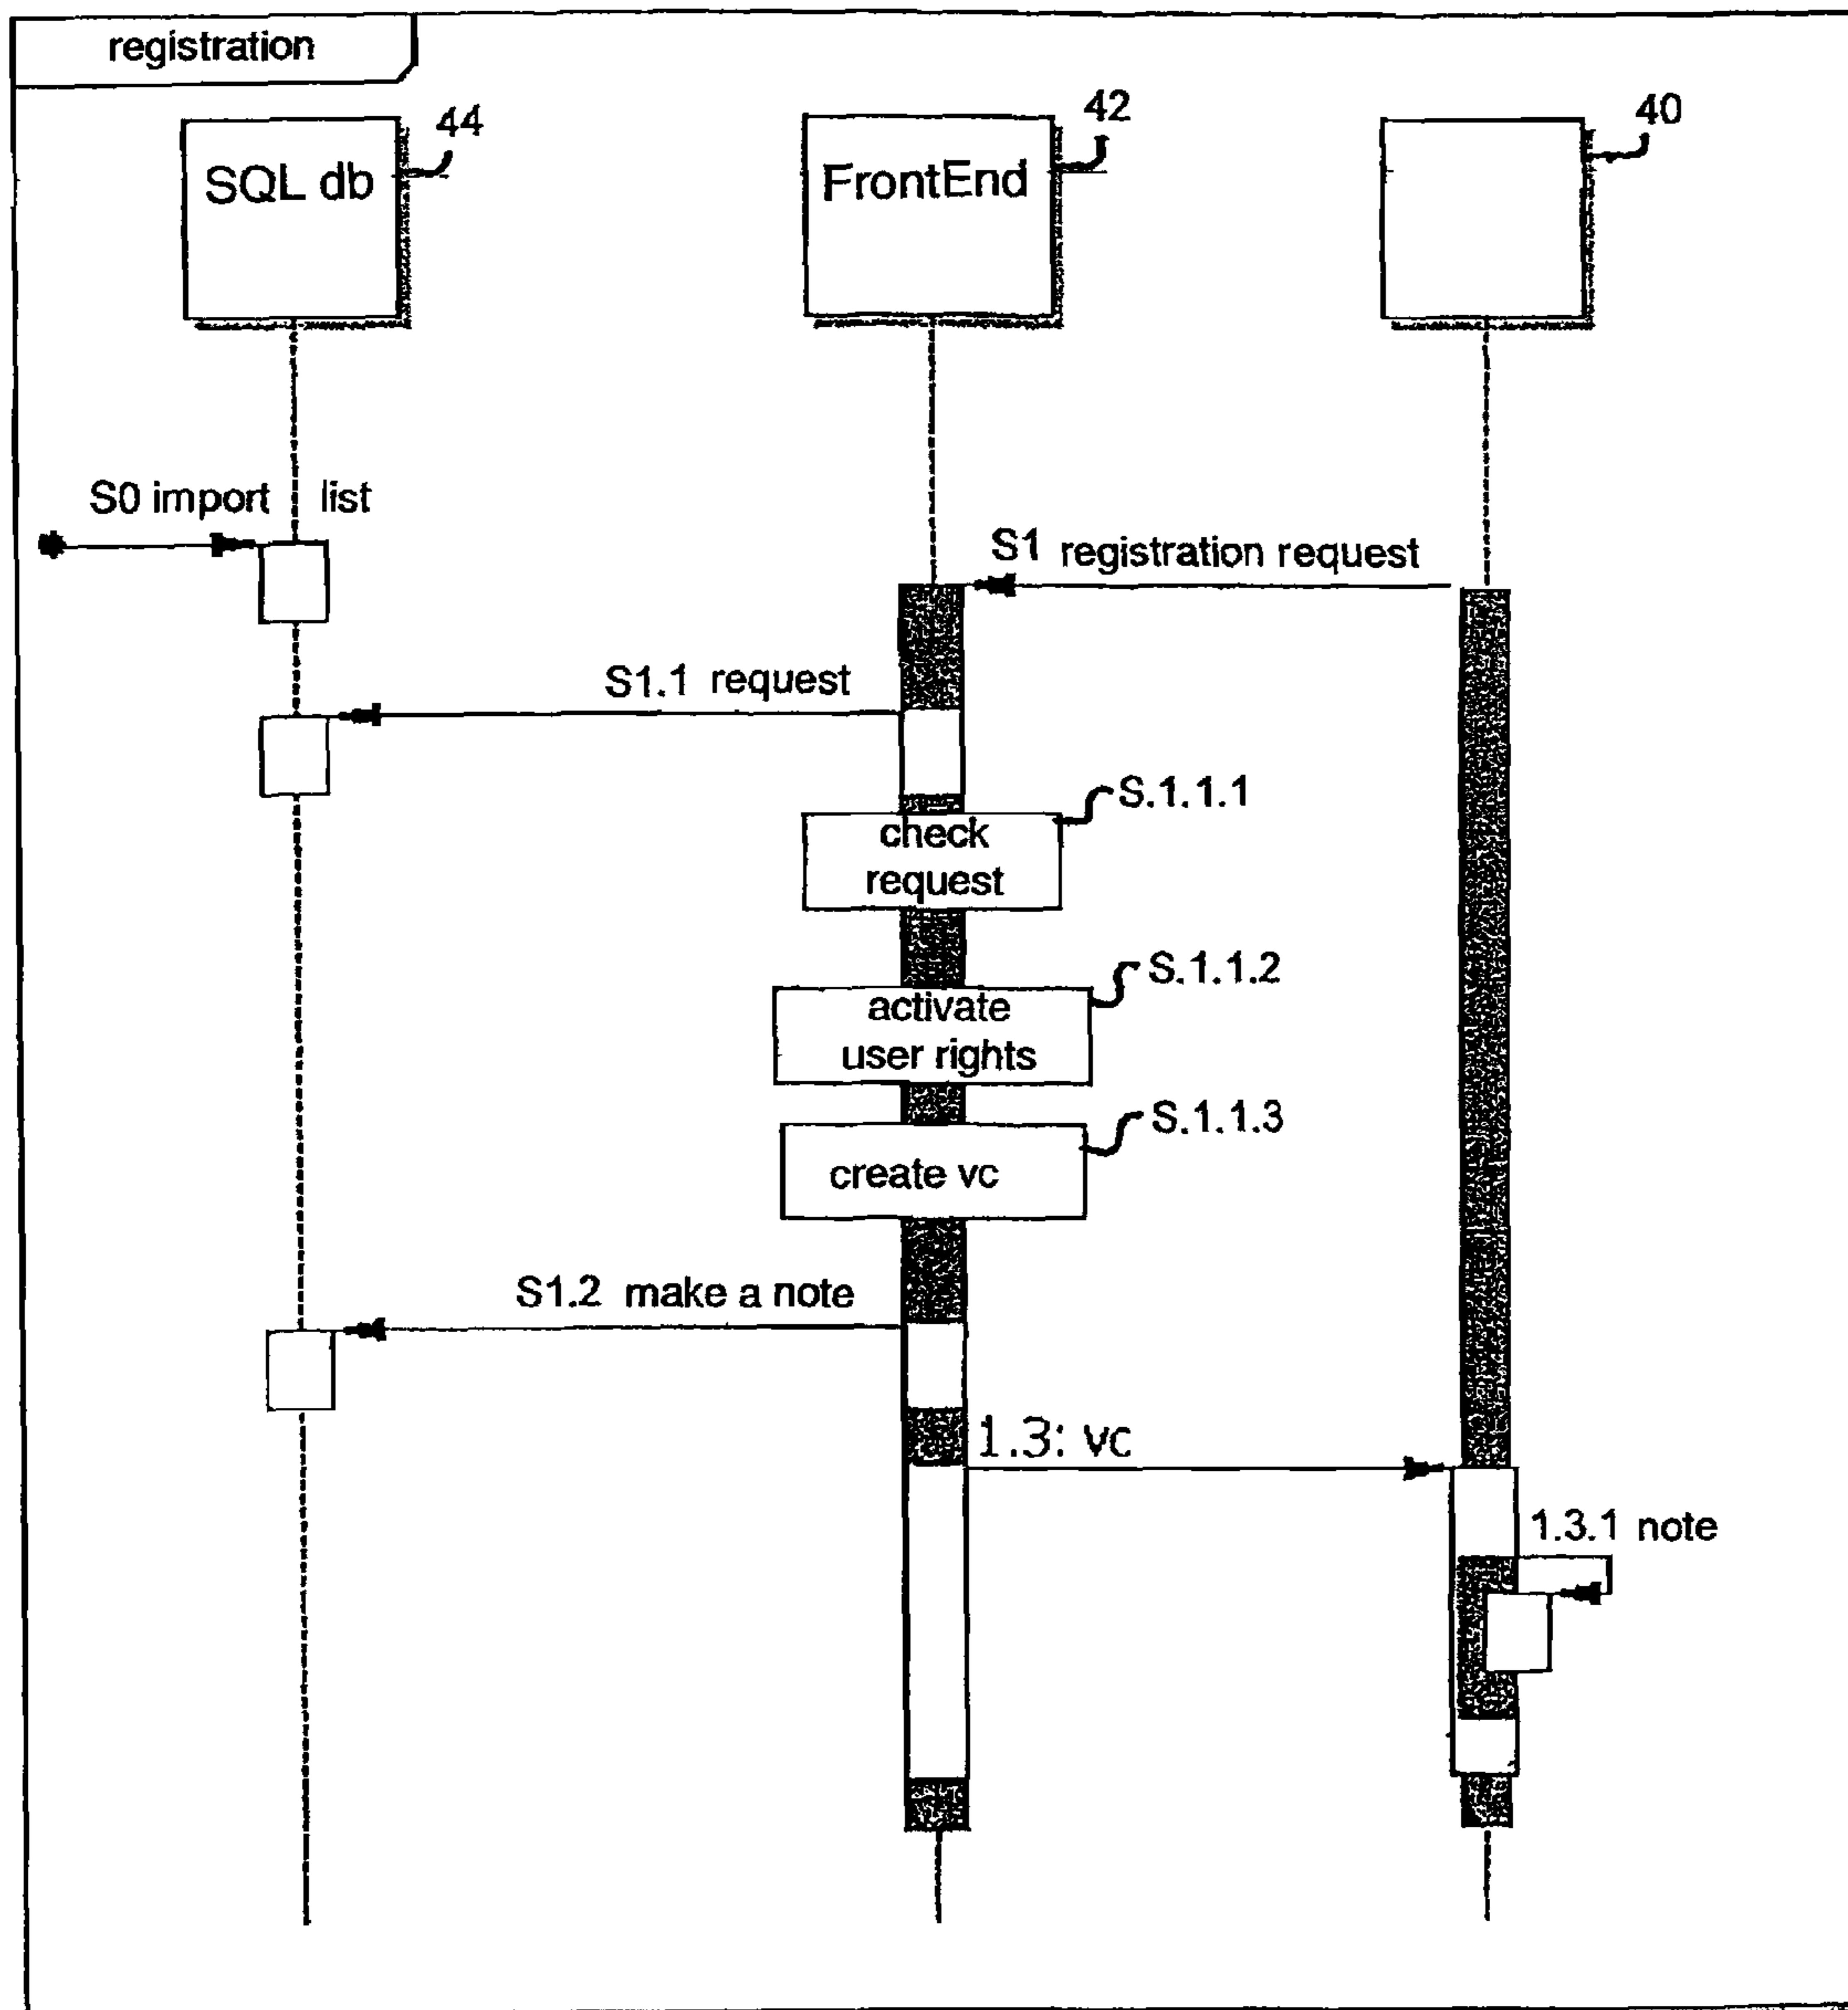 registration
44
42
40
SQL db
FrontEnd
S0 import list
S1 registration request
S1.1 request
S.1.1.1
check
request
S.1.1.2
activate
user rights
S.1.1.3
create vc
S1.2 make a note
1.3: vc
1.3.1 note